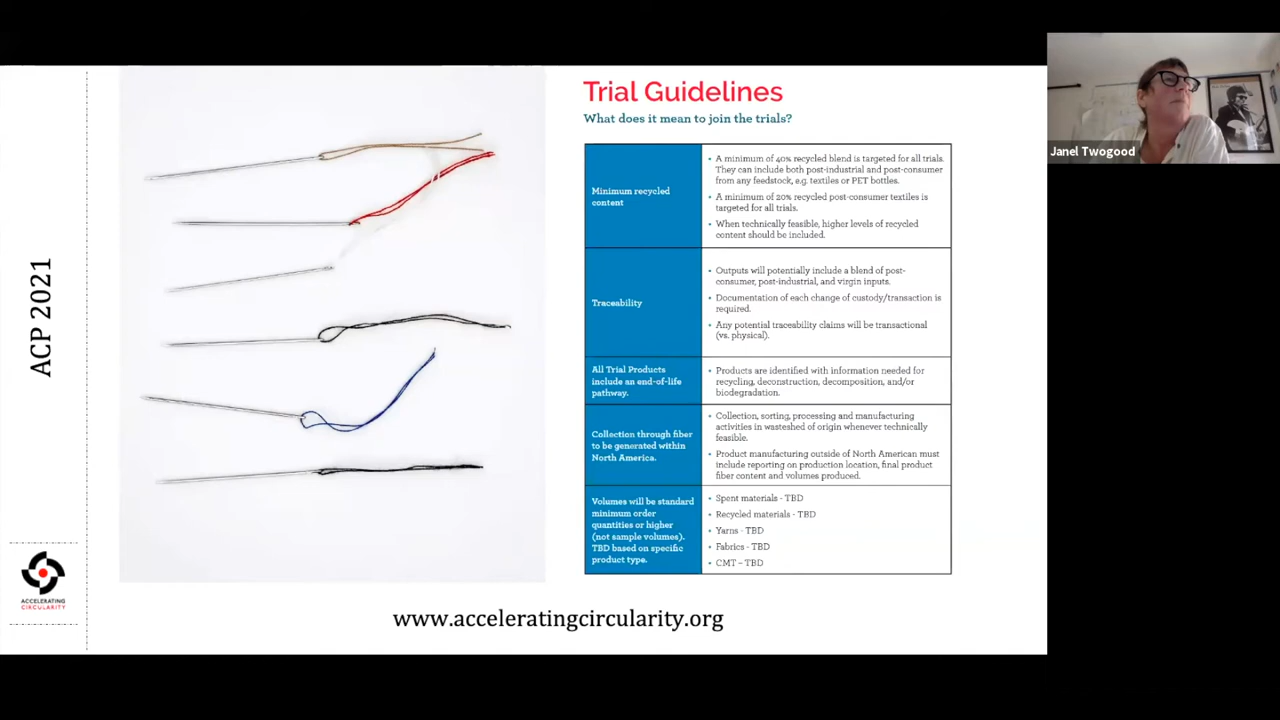 Trial Guidelines
What does it mean to join the trials?
Minimum recycled
content
• A minimum of 40% recycled blend is targeted for all trials.
They can include both post-industrial and post-consumer
from any feedstock, e.g. textiles or PET bottles.
• A minimum of 20% recycled post-consumer textiles is
targeted for all trials.
• When technically feasible, higher levels of recycled
content should be included.
Traceability
• Outputs will potentially include a blend of post-
consumer, post-industrial, and virgin inputs.
• Documentation of each change of custody/transaction is
required.
• Any potential traceability claims will be transactional
(vs. physical).
All Trial Products
include an end-of-life
pathway.
• Products are identified with information needed for
recycling, deconstruction, decomposition, and/or
biodegradation.
Collection through fiber
to be generated within
North America.
• Collection, sorting, processing and manufacturing
activities in wasteshed of origin whenever technically
feasible.
• Product manufacturing outside of North American must
include reporting on production location, final product
fiber content and volumes produced.
Volumes will be standard
minimum order
quantities or higher
(not sample volumes).
TBD based on specific
product type.
• Spent materials - TBD
• Recycled materials - TBD
• Yarns - TBD
• Fabrics - TBD
• CMT – TBD
ACP 2021
ACCELERATING
CIRCULARITY
www.acceleratingcircularity.org
Janel Twogood